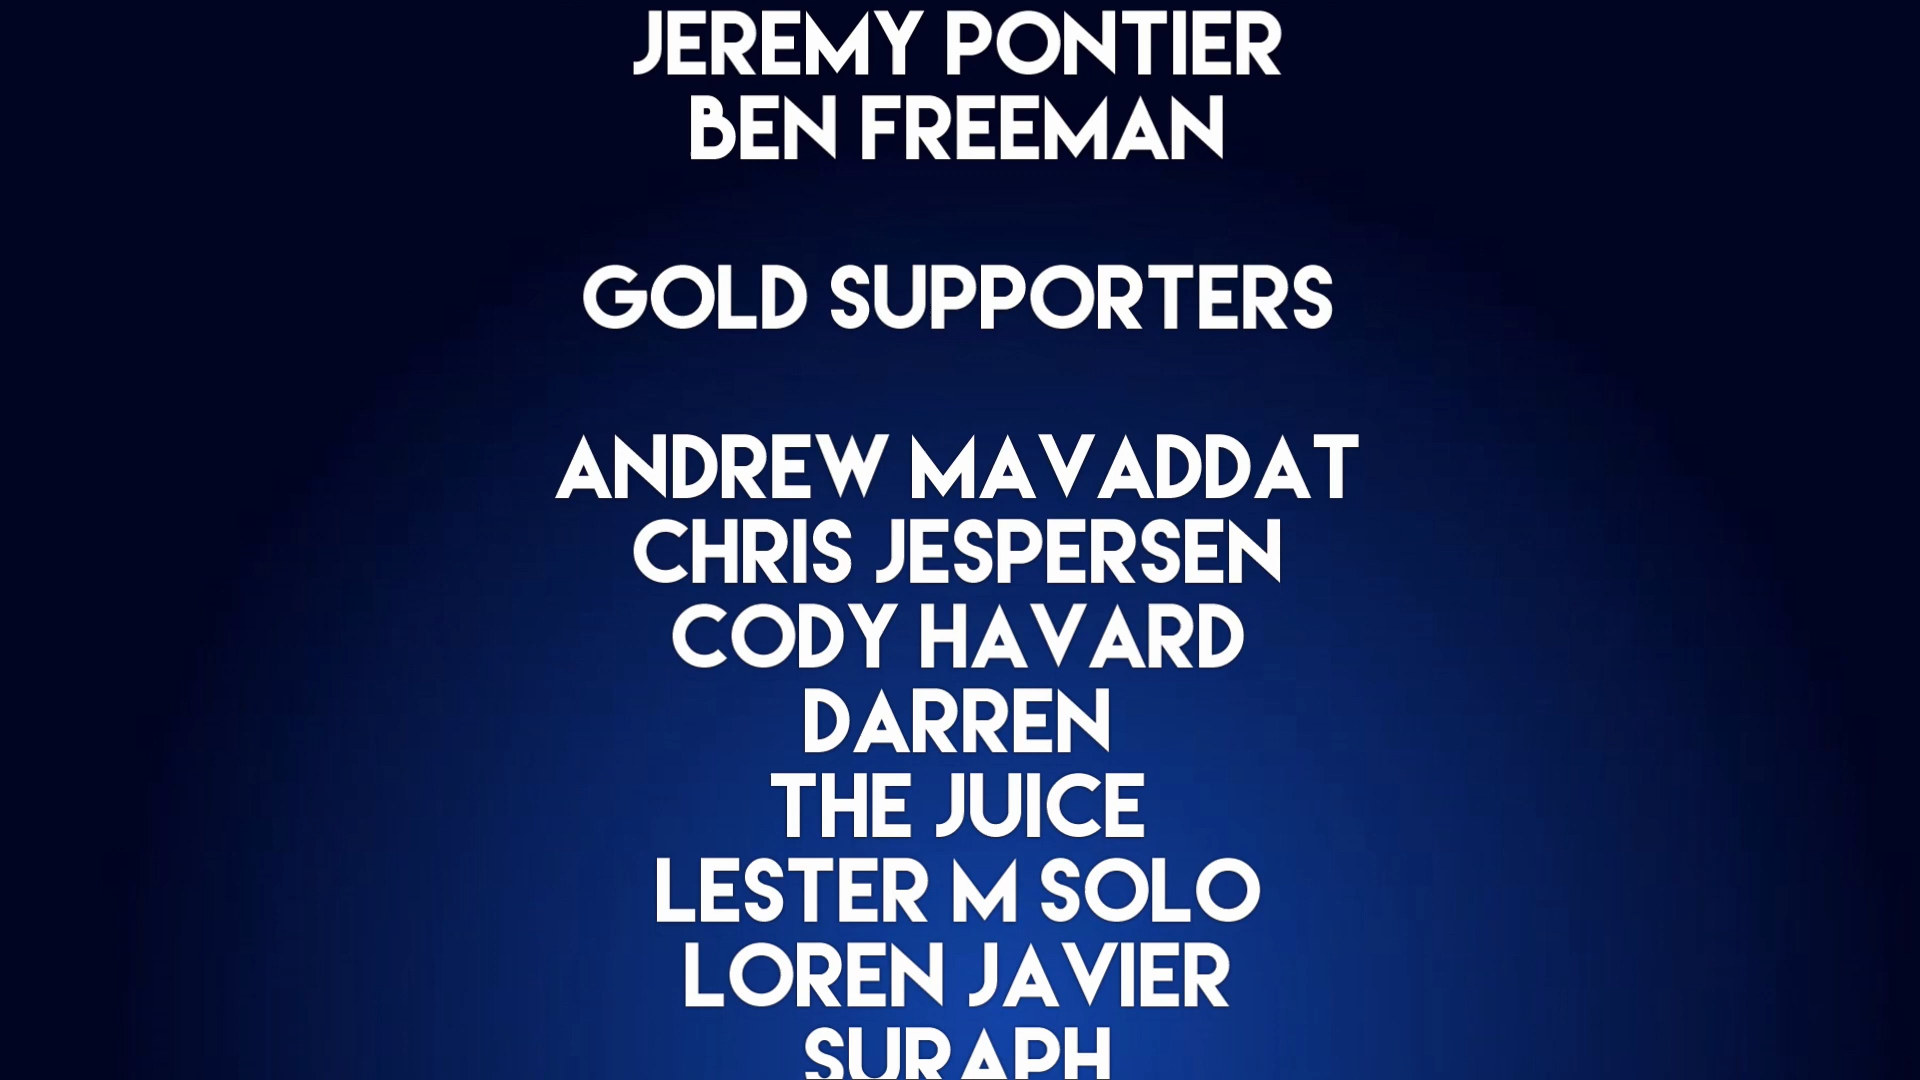 JEREMY PONTIER
BEN FREEMAN
GOLD SUPPORTERS
ANDREW MAVADDAT
CHRIS JESPERSEN
CODY HAVARD
DARREN
THE JUICE
LESTER M SOLO
LOREN JAVIER
SURAPH